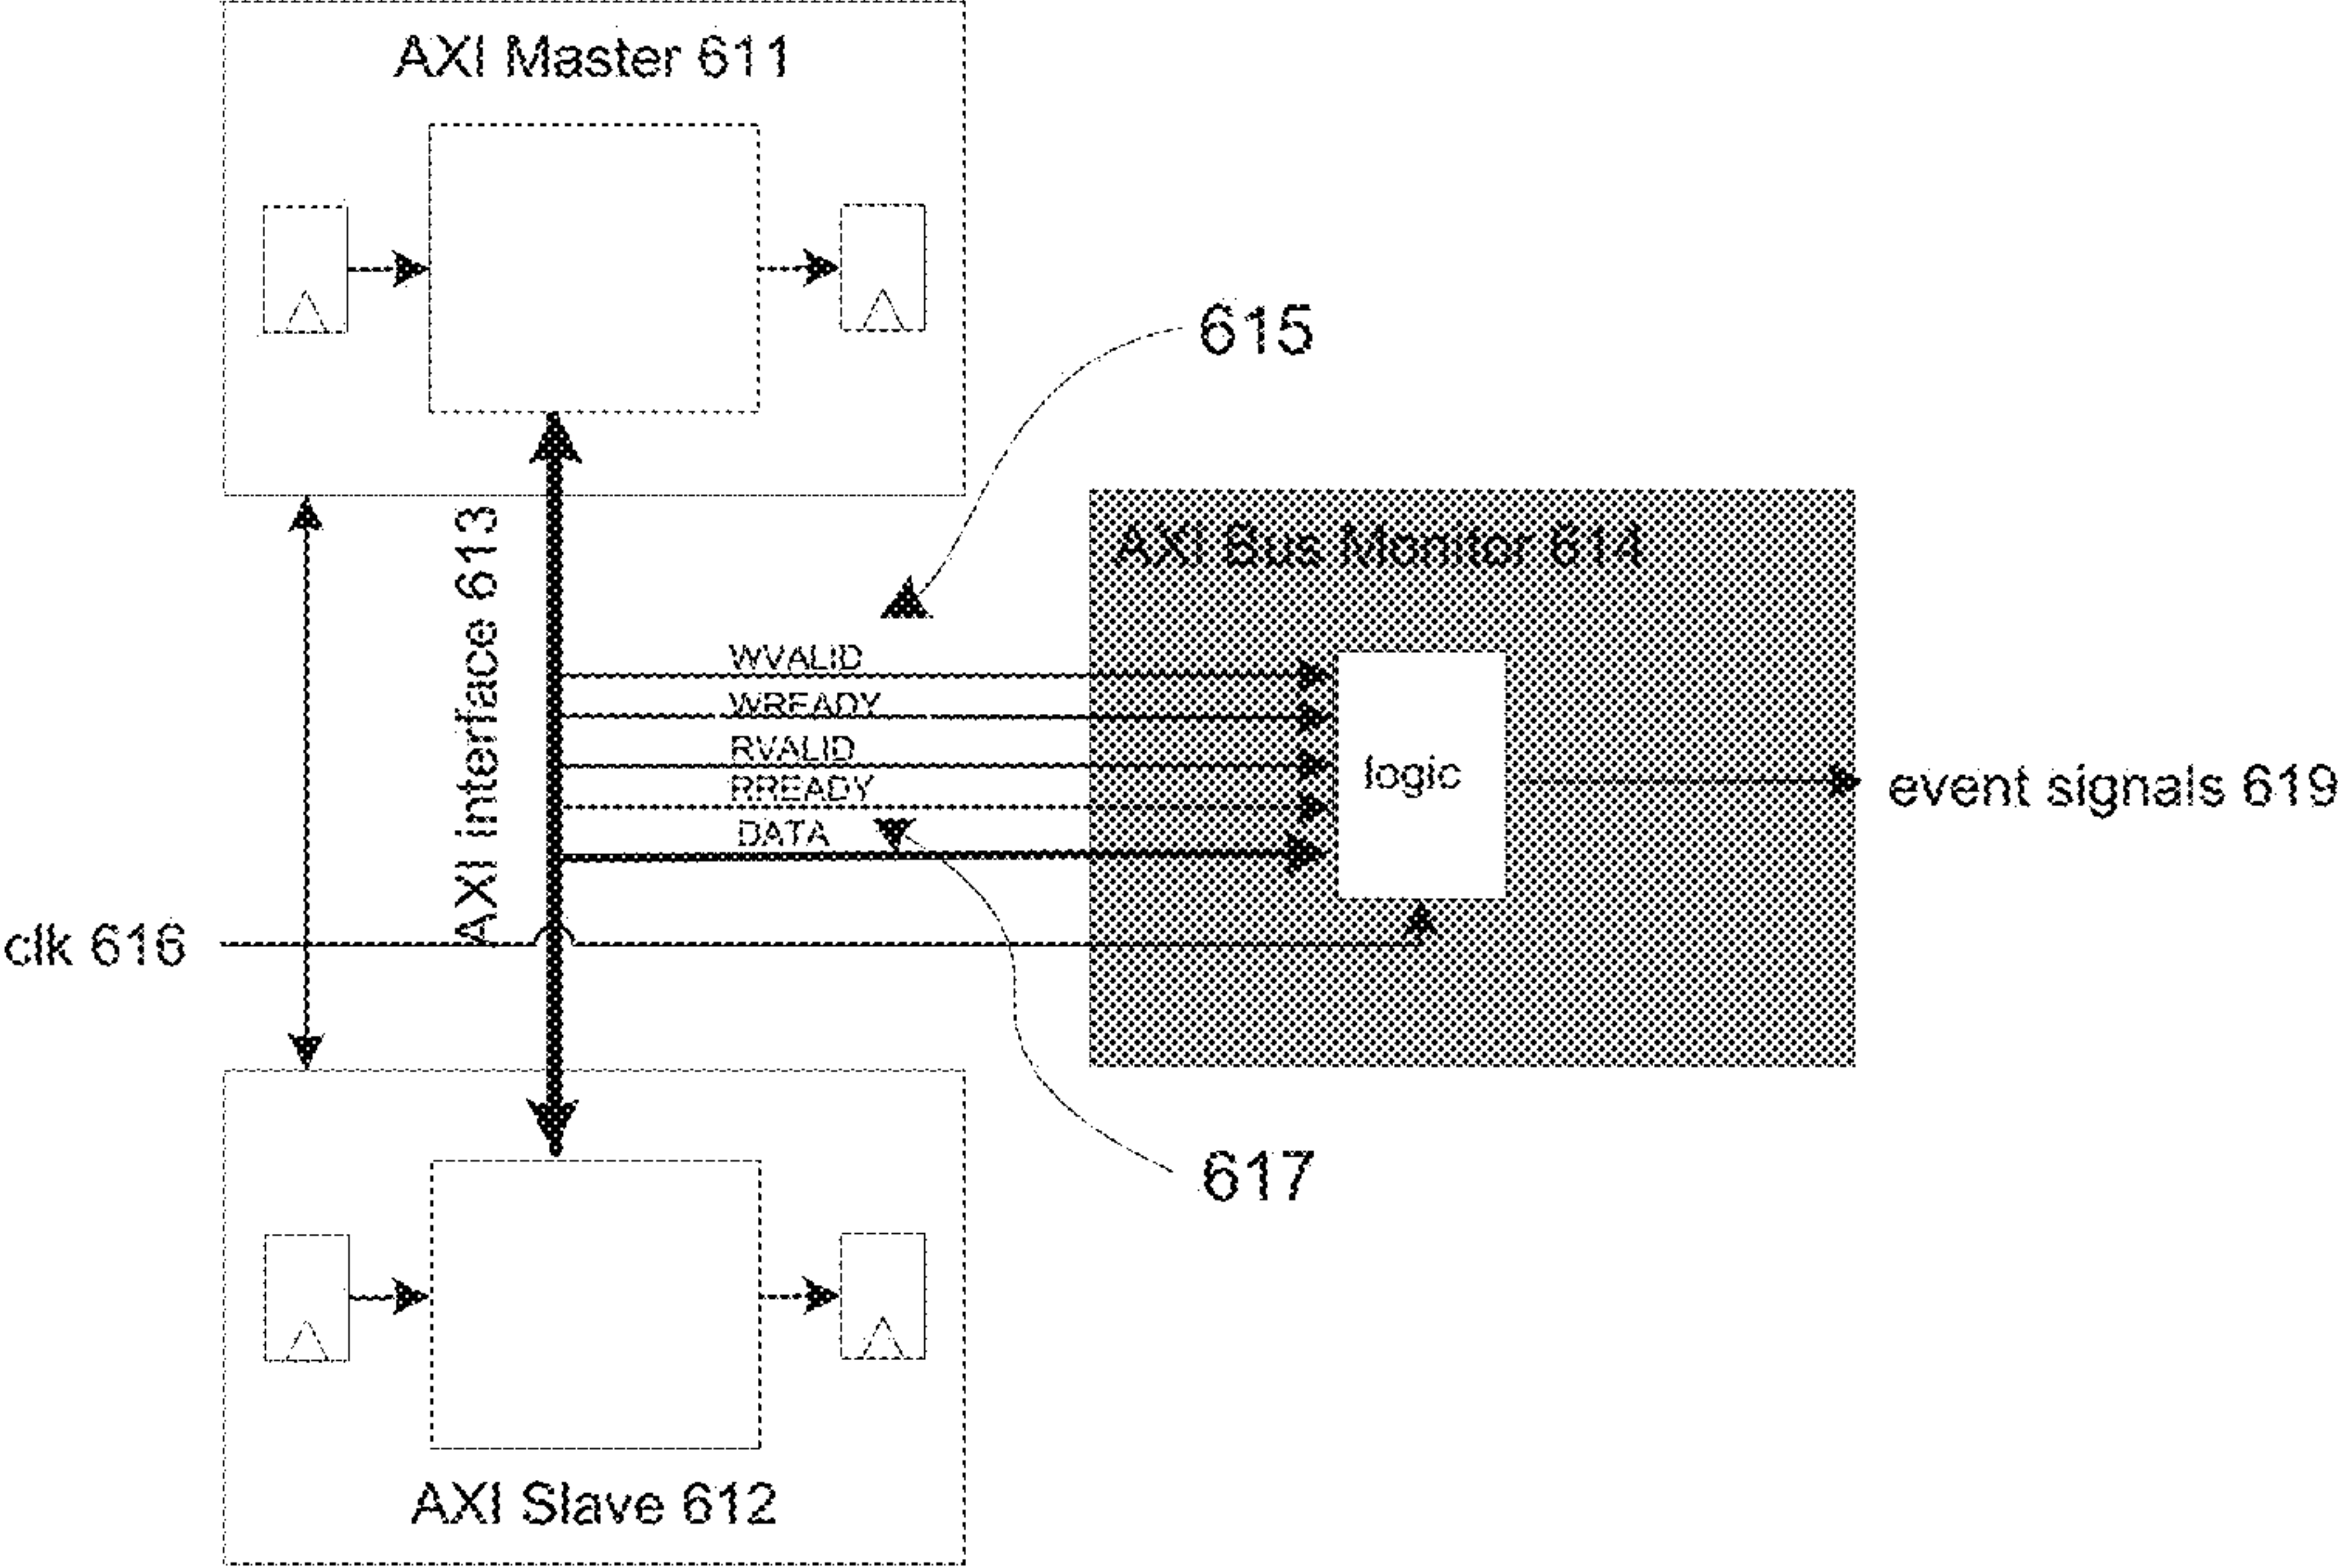 AXI Master 611
615
AXI interface 613
AXI Bus Monitor 614
WVALID
WREADY
RVALID
RREADY
DATA
logic
event signals 619
clk 616
617
AXI Slave 612